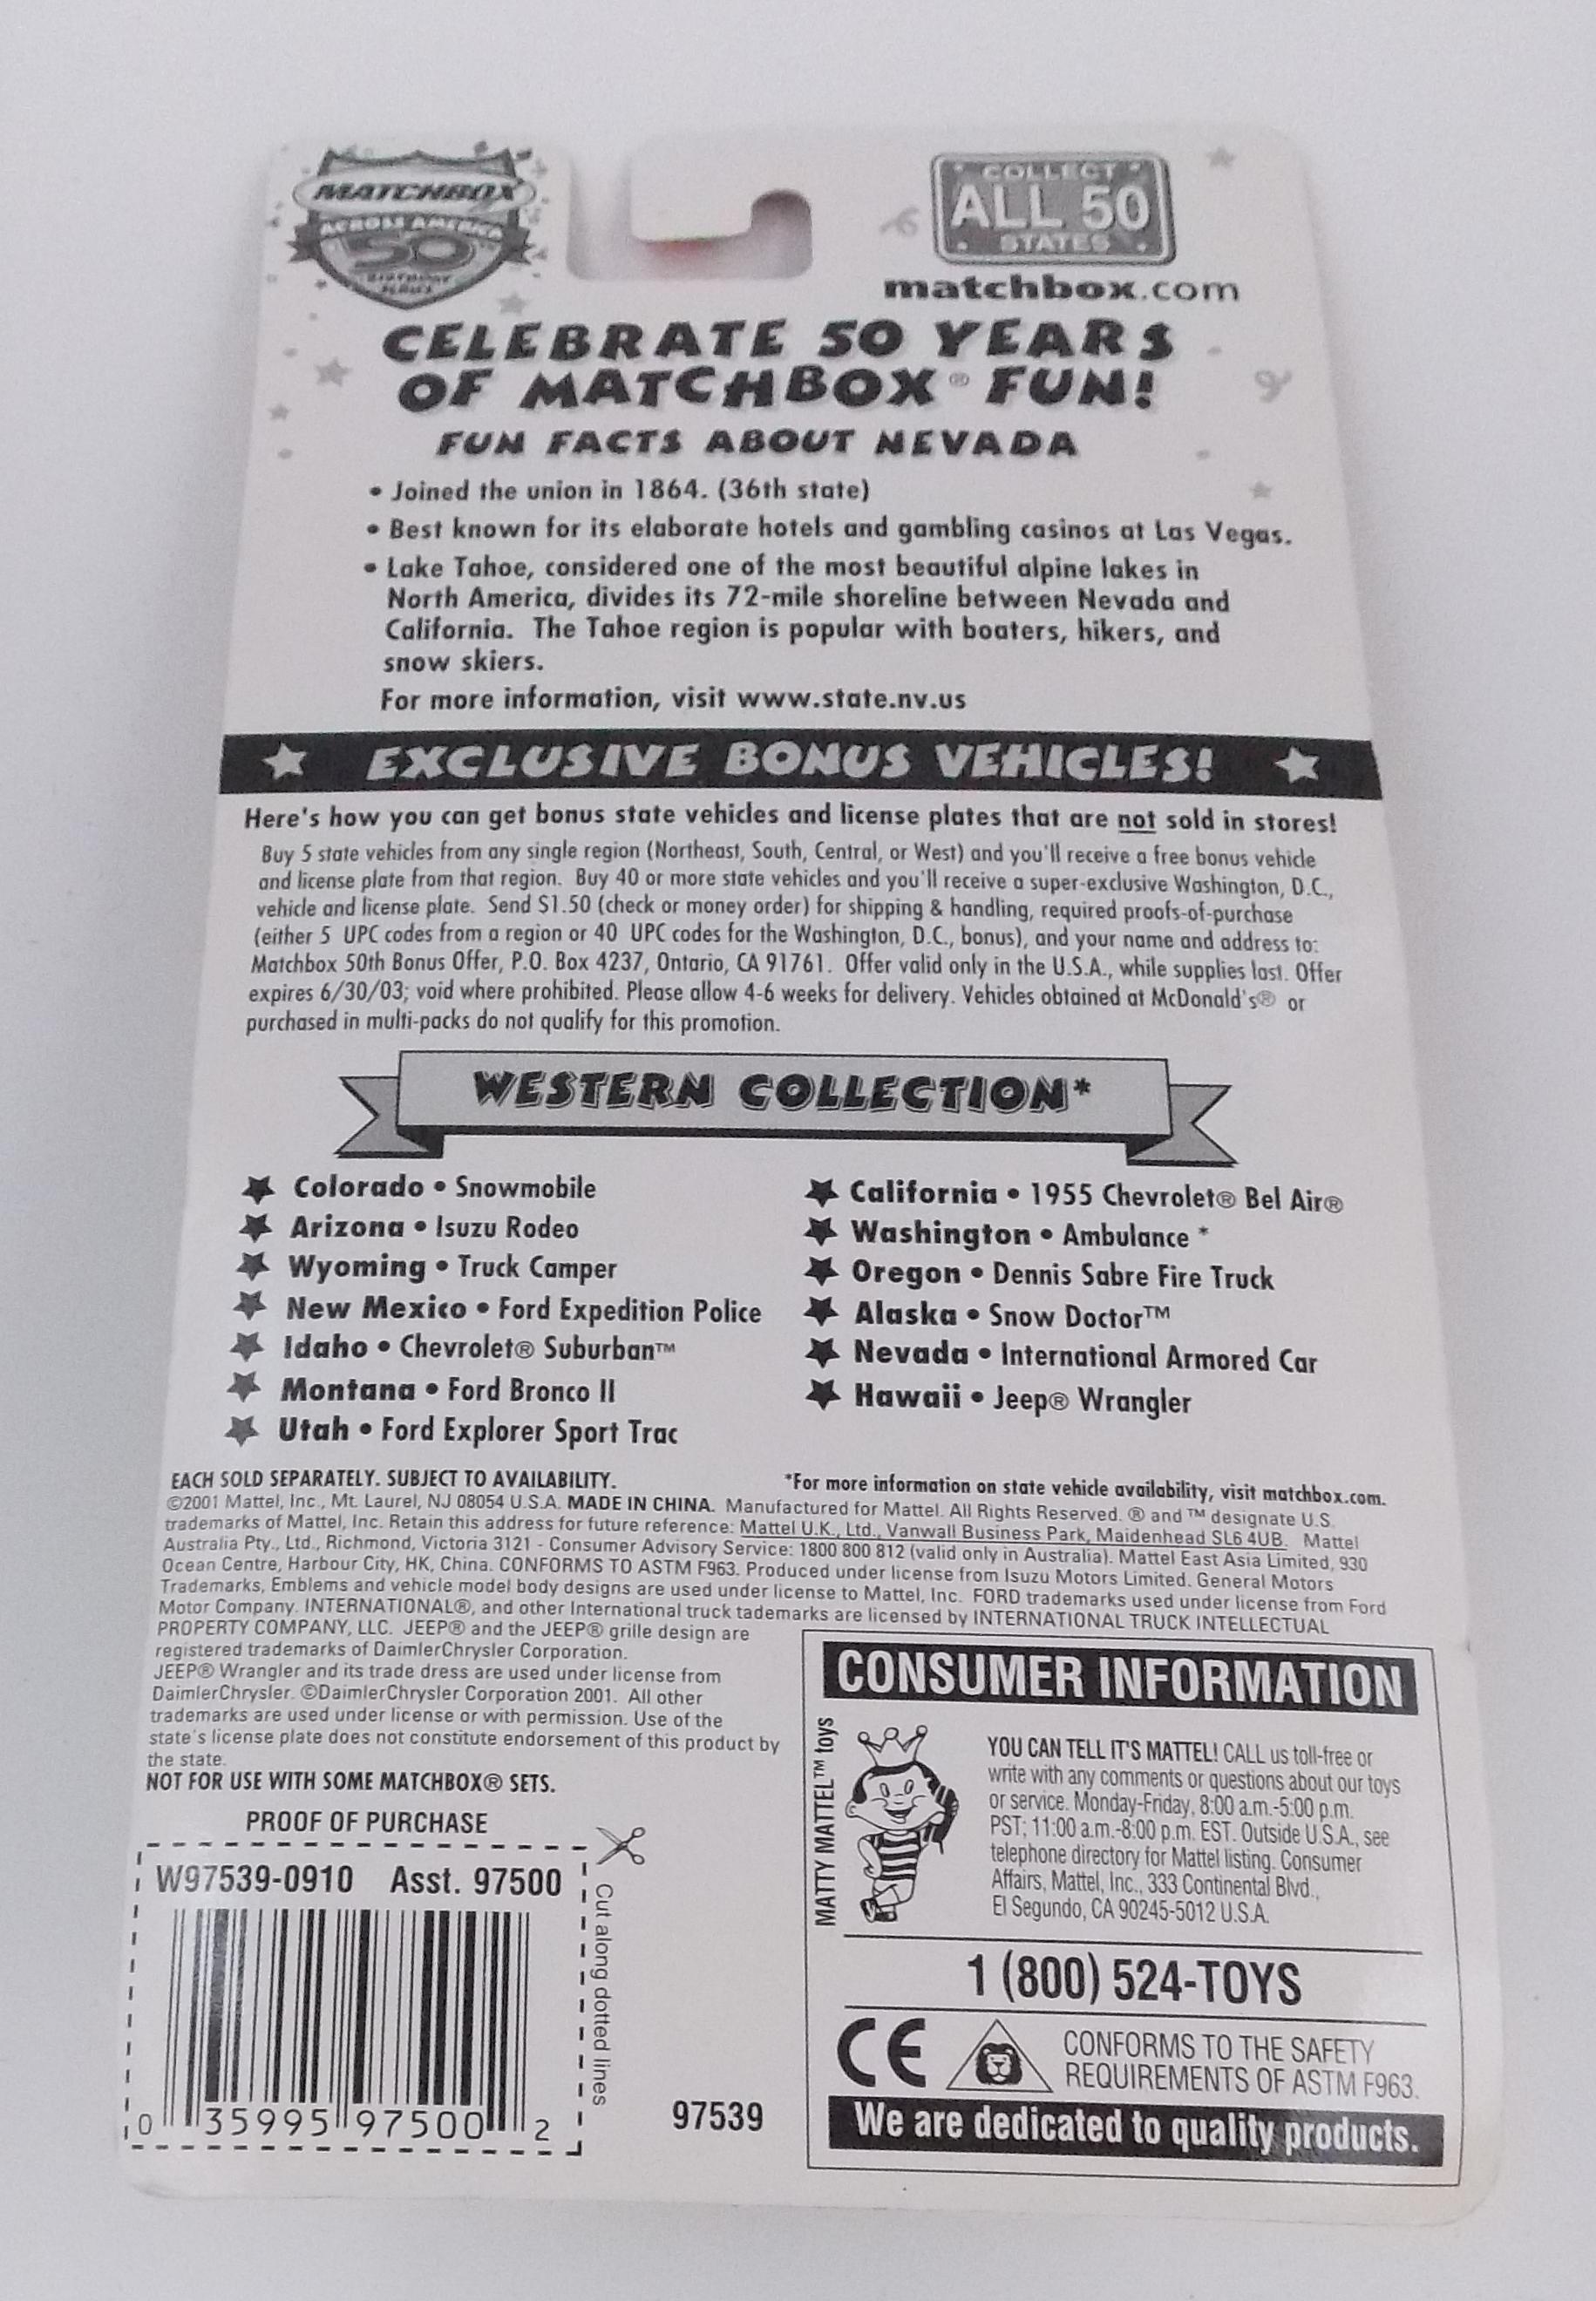 MATCHBOX
ACROSS AMERICA
50
BIRTHDAY
SERIES
COLLECT
ALL 50
STATES
matchbox.com
CELEBRATE 50 YEARS
OF MATCHBOX® FUN!
FUN FACTS ABOUT NEVADA
• Joined the union in 1864. (36th state)
• Best known for its elaborate hotels and gambling casinos at Las Vegas.
• Lake Tahoe, considered one of the most beautiful alpine lakes in
North America, divides its 72-mile shoreline between Nevada and
California. The Tahoe region is popular with boaters, hikers, and
snow skiers.
For more information, visit www.state.nv.us
★ EXCLUSIVE BONUS VEHICLES! ★
Here's how you can get bonus state vehicles and license plates that are not sold in stores!
Buy 5 state vehicles from any single region (Northeast, South, Central, or West) and you'll receive a free bonus vehicle
and license plate from that region. Buy 40 or more state vehicles and you'll receive a super-exclusive Washington, D.C.,
vehicle and license plate. Send $1.50 (check or money order) for shipping & handling, required proofs-of-purchase
(either 5 UPC codes from a region or 40 UPC codes for the Washington, D.C., bonus), and your name and address to:
Matchbox 50th Bonus Offer, P.O. Box 4237, Ontario, CA 91761. Offer valid only in the U.S.A., while supplies last. Offer
expires 6/30/03; void where prohibited. Please allow 4-6 weeks for delivery. Vehicles obtained at McDonald's® or
purchased in multi-packs do not qualify for this promotion.
WESTERN COLLECTION*
★ Colorado • Snowmobile
★ Arizona • Isuzu Rodeo
★ Wyoming • Truck Camper
★ New Mexico • Ford Expedition Police
★ Idaho • Chevrolet® Suburban™
★ Montana • Ford Bronco II
★ Utah • Ford Explorer Sport Trac
★ California • 1955 Chevrolet® Bel Air®
★ Washington • Ambulance *
★ Oregon • Dennis Sabre Fire Truck
★ Alaska • Snow Doctor™
★ Nevada • International Armored Car
★ Hawaii • Jeep® Wrangler
EACH SOLD SEPARATELY. SUBJECT TO AVAILABILITY.
*For more information on state vehicle availability, visit matchbox.com.
©2001 Mattel, Inc., Mt. Laurel, NJ 08054 U.S.A. MADE IN CHINA. Manufactured for Mattel. All Rights Reserved. ® and ™ designate U.S.
trademarks of Mattel, Inc. Retain this address for future reference: Mattel U.K., Ltd., Vanwall Business Park, Maidenhead SL6 4UB. Mattel
Australia Pty., Ltd., Richmond, Victoria 3121 - Consumer Advisory Service: 1800 800 812 (valid only in Australia). Mattel East Asia Limited, 930
Ocean Centre, Harbour City, HK, China. CONFORMS TO ASTM F963. Produced under license from Isuzu Motors Limited. General Motors
Trademarks, Emblems and vehicle model body designs are used under license to Mattel, Inc. FORD trademarks used under license from Ford
Motor Company. INTERNATIONAL®, and other International truck tademarks are licensed by INTERNATIONAL TRUCK INTELLECTUAL
PROPERTY COMPANY, LLC. JEEP® and the JEEP® grille design are
registered trademarks of DaimlerChrysler Corporation.
JEEP® Wrangler and its trade dress are used under license from
DaimlerChrysler. ©DaimlerChrysler Corporation 2001. All other
trademarks are used under license or with permission. Use of the
state's license plate does not constitute endorsement of this product by
the state.
NOT FOR USE WITH SOME MATCHBOX® SETS.
PROOF OF PURCHASE
W97539-0910 Asst. 97500
0 35995 97500 2
Cut along dotted lines
97539
CONSUMER INFORMATION
MATTY MATTEL™ toys
YOU CAN TELL IT'S MATTEL! CALL us toll-free or
write with any comments or questions about our toys
or service. Monday-Friday, 8:00 a.m.-5:00 p.m.
PST; 11:00 a.m.-8:00 p.m. EST. Outside U.S.A., see
telephone directory for Mattel listing. Consumer
Affairs, Mattel, Inc., 333 Continental Blvd.,
El Segundo, CA 90245-5012 U.S.A.
1 (800) 524-TOYS
CE
CONFORMS TO THE SAFETY
REQUIREMENTS OF ASTM F963.
We are dedicated to quality products.